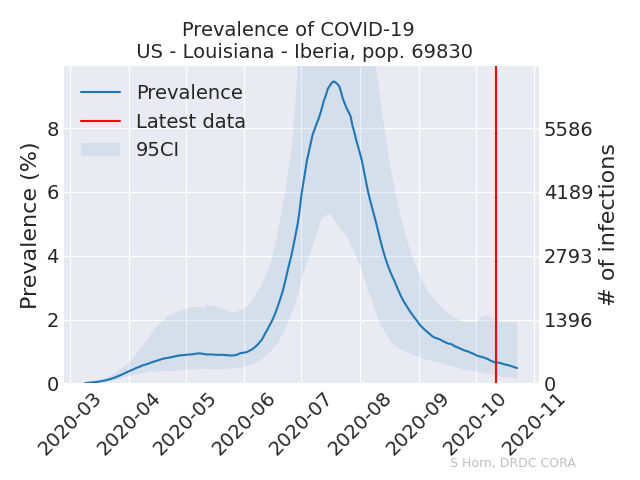 Prevalence of COVID-19
US - Louisiana - Iberia, pop. 69830
Prevalence
Latest data
95CI
Prevalence (%)
8
6
4
2
0
5586
4189
2793
1396
0
# of infections
2020-03
2020-04
2020-05
2020-06
2020-07
2020-08
2020-09
2020-10
2020-11
S Horn, DRDC CORA